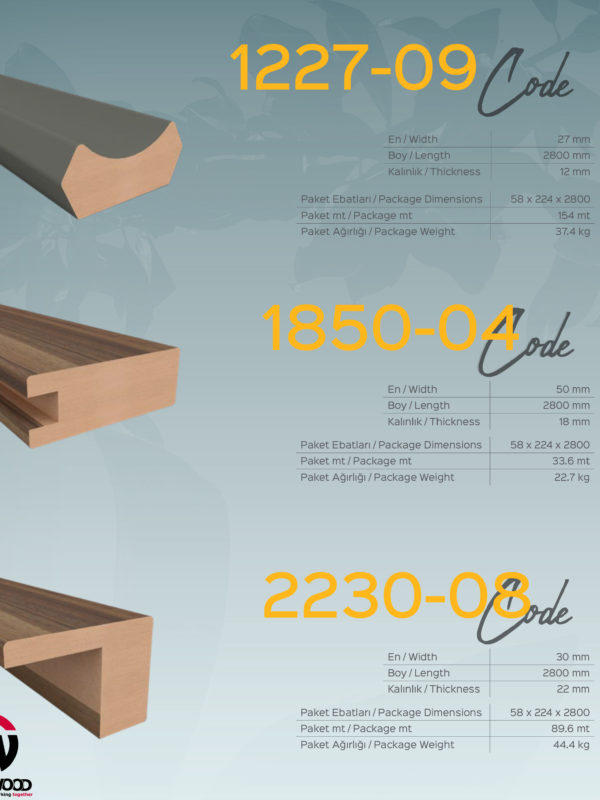 1227-09 Code
En / Width 27 mm
Boy / Length 2800 mm
Kalınlık / Thickness 12 mm
Paket Ebatları / Package Dimensions 58 x 224 x 2800
Paket mt / Package mt 154 mt
Paket Ağırlığı / Package Weight 37.4 kg
1850-04 Code
En / Width 50 mm
Boy / Length 2800 mm
Kalınlık / Thickness 18 mm
Paket Ebatları / Package Dimensions 58 x 224 x 2800
Paket mt / Package mt 33.6 mt
Paket Ağırlığı / Package Weight 22.7 kg
2230-08 Code
En / Width 30 mm
Boy / Length 2800 mm
Kalınlık / Thickness 22 mm
Paket Ebatları / Package Dimensions 58 x 224 x 2800
Paket mt / Package mt 89.6 mt
Paket Ağırlığı / Package Weight 44.4 kg
together